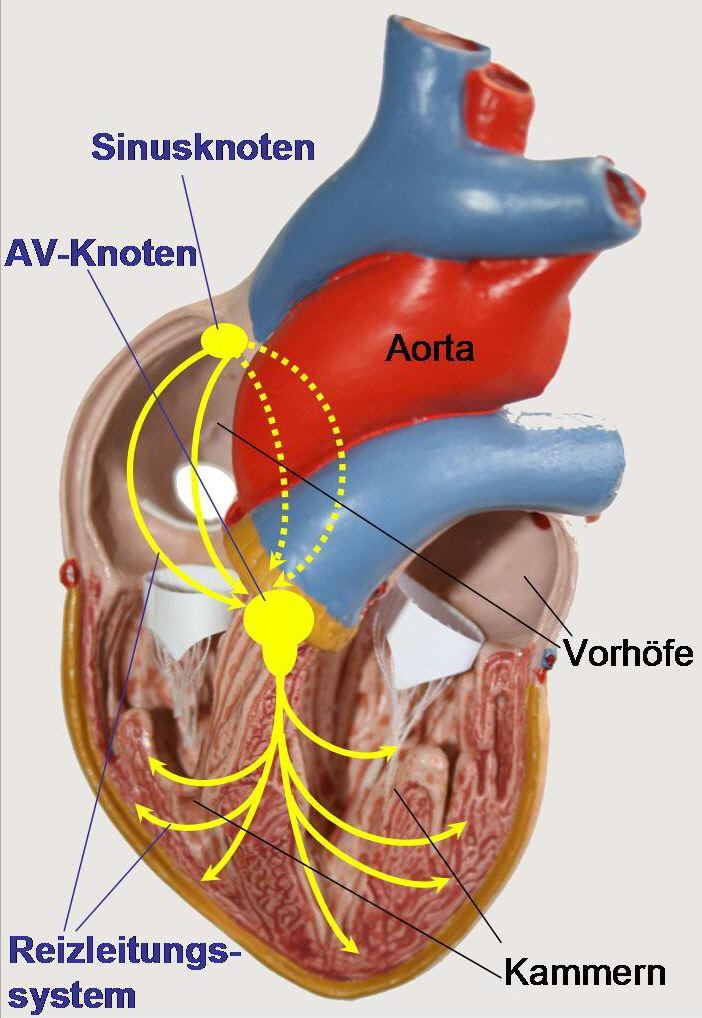 Sinusknoten
AV-Knoten
Aorta
Vorhöfe
Reizleitungs-
system
Kammern